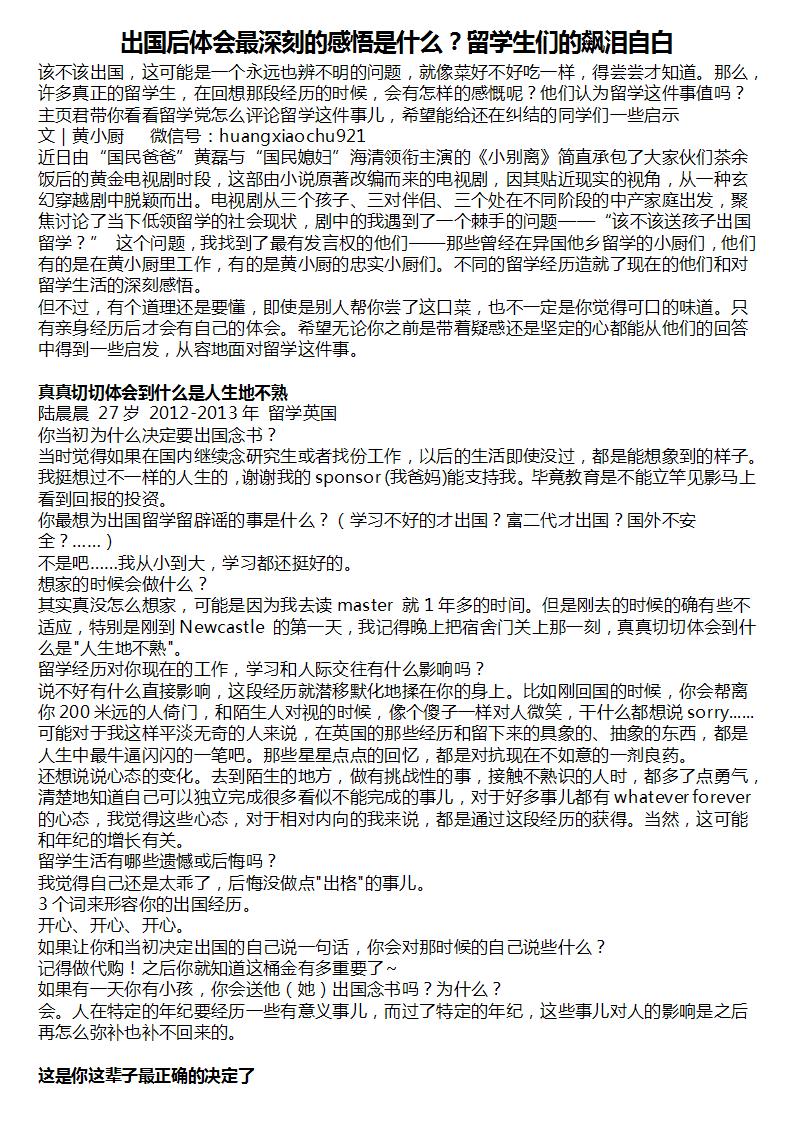 出国后体会最深刻的感悟是什么？留学生们的飙泪自白
该不该出国，这可能是一个永远也辨不明的问题，就像菜好不好吃一样，得尝尝才知道。那么，
许多真正的留学生，在回想那段经历的时候，会有怎样的感慨呢？他们认为留学这件事值吗？
主页君带你看看留学党怎么评论留学这件事儿，希望能给还在纠结的同学们一些启示
文｜黄小厨 微信号：huangxiaochu921
近日由“国民爸爸”黄磊与“国民媳妇”海清领衔主演的《小别离》简直承包了大家伙们茶余
饭后的黄金电视剧时段，这部由小说原著改编而来的电视剧，因其贴近现实的视角，从一种玄
幻穿越剧中脱颖而出。电视剧从三个孩子、三对伴侣、三个处在不同阶段的中产家庭出发，聚
焦讨论了当下低领留学的社会现状，剧中的我遇到了一个棘手的问题——“该不该送孩子出国
留学？” 这个问题，我找到了最有发言权的他们——那些曾经在异国他乡留学的小厨们，他们
有的是在黄小厨里工作，有的是黄小厨的忠实小厨们。不同的留学经历造就了现在的他们和对
留学生活的深刻感悟。
但不过，有个道理还是要懂，即使是别人帮你尝了这口菜，也不一定是你觉得可口的味道。只
有亲身经历后才会有自己的体会。希望无论你之前是带着疑惑还是坚定的心都能从他们的回答
中得到一些启发，从容地面对留学这件事。
真真切切体会到什么是人生地不熟
陆晨晨 27 岁 2012-2013 年 留学英国
你当初为什么决定要出国念书？
当时觉得如果在国内继续念研究生或者找份工作，以后的生活即使没过，都是能想象到的样子。
我挺想过不一样的人生的，谢谢我的 sponsor (我爸妈)能支持我。毕竟教育是不能立竿见影马上
看到回报的投资。
你最想为出国留学留辟谣的事是什么？（ 学习不好的才出国？富二代才出国？国外不安
全？…… ）
不是吧……我从小到大，学习都还挺好的。
想家的时候会做什么？
其实真没怎么想家，可能是因为我去读 master 就 1 年多的时间。但是刚去的时候的确有些不
适应，特别是刚到 Newcastle 的第一天，我记得晚上把宿舍门关上那一刻，真真切切体会到什
么是"人生地不熟"。
留学经历对你现在的工作，学习和人际交往有什么影响吗？
说不好有什么直接影响，这段经历就潜移默化地揉在你的身上。比如刚回国的时候，你会帮离
你 200 米远的人倚门，和陌生人对视的时候，像个傻子一样对人微笑，干什么都想说 sorry……
可能对于我这样平淡无奇的人来说，在英国的那些经历和留下来的具象的、抽象的东西，都是
人生中最牛逼闪闪的一笔吧。那些星星点点的回忆，都是对抗现在不如意的一剂良药。
还想说说心态的变化。去到陌生的地方，做有挑战性的事，接触不熟识的人时，都多了点勇气，
清楚地知道自己可以独立完成很多看似不能完成的事儿，对于好多事儿都有 whatever forever
的心态，我觉得这些心态，对于相对内向的我来说，都是通过这段经历的获得。当然，这可能
和年纪的增长有关。
留学生活有哪些遗憾或后悔吗？
我觉得自己还是太乖了，后悔没做点"出格"的事儿。
3 个词来形容你的出国经历。
开心、开心、开心。
如果让你和当初决定出国的自己说一句话，你会对那时候的自己说些什么？
记得做代购！之后你就知道这桶金有多重要了~
如果有一天你有小孩，你会送他（她）出国念书吗？为什么？
会。人在特定的年纪要经历一些有意义事儿，而过了特定的年纪，这些事儿对人的影响是之后
再怎么弥补也补不回来的。
这是你这辈子最正确的决定了